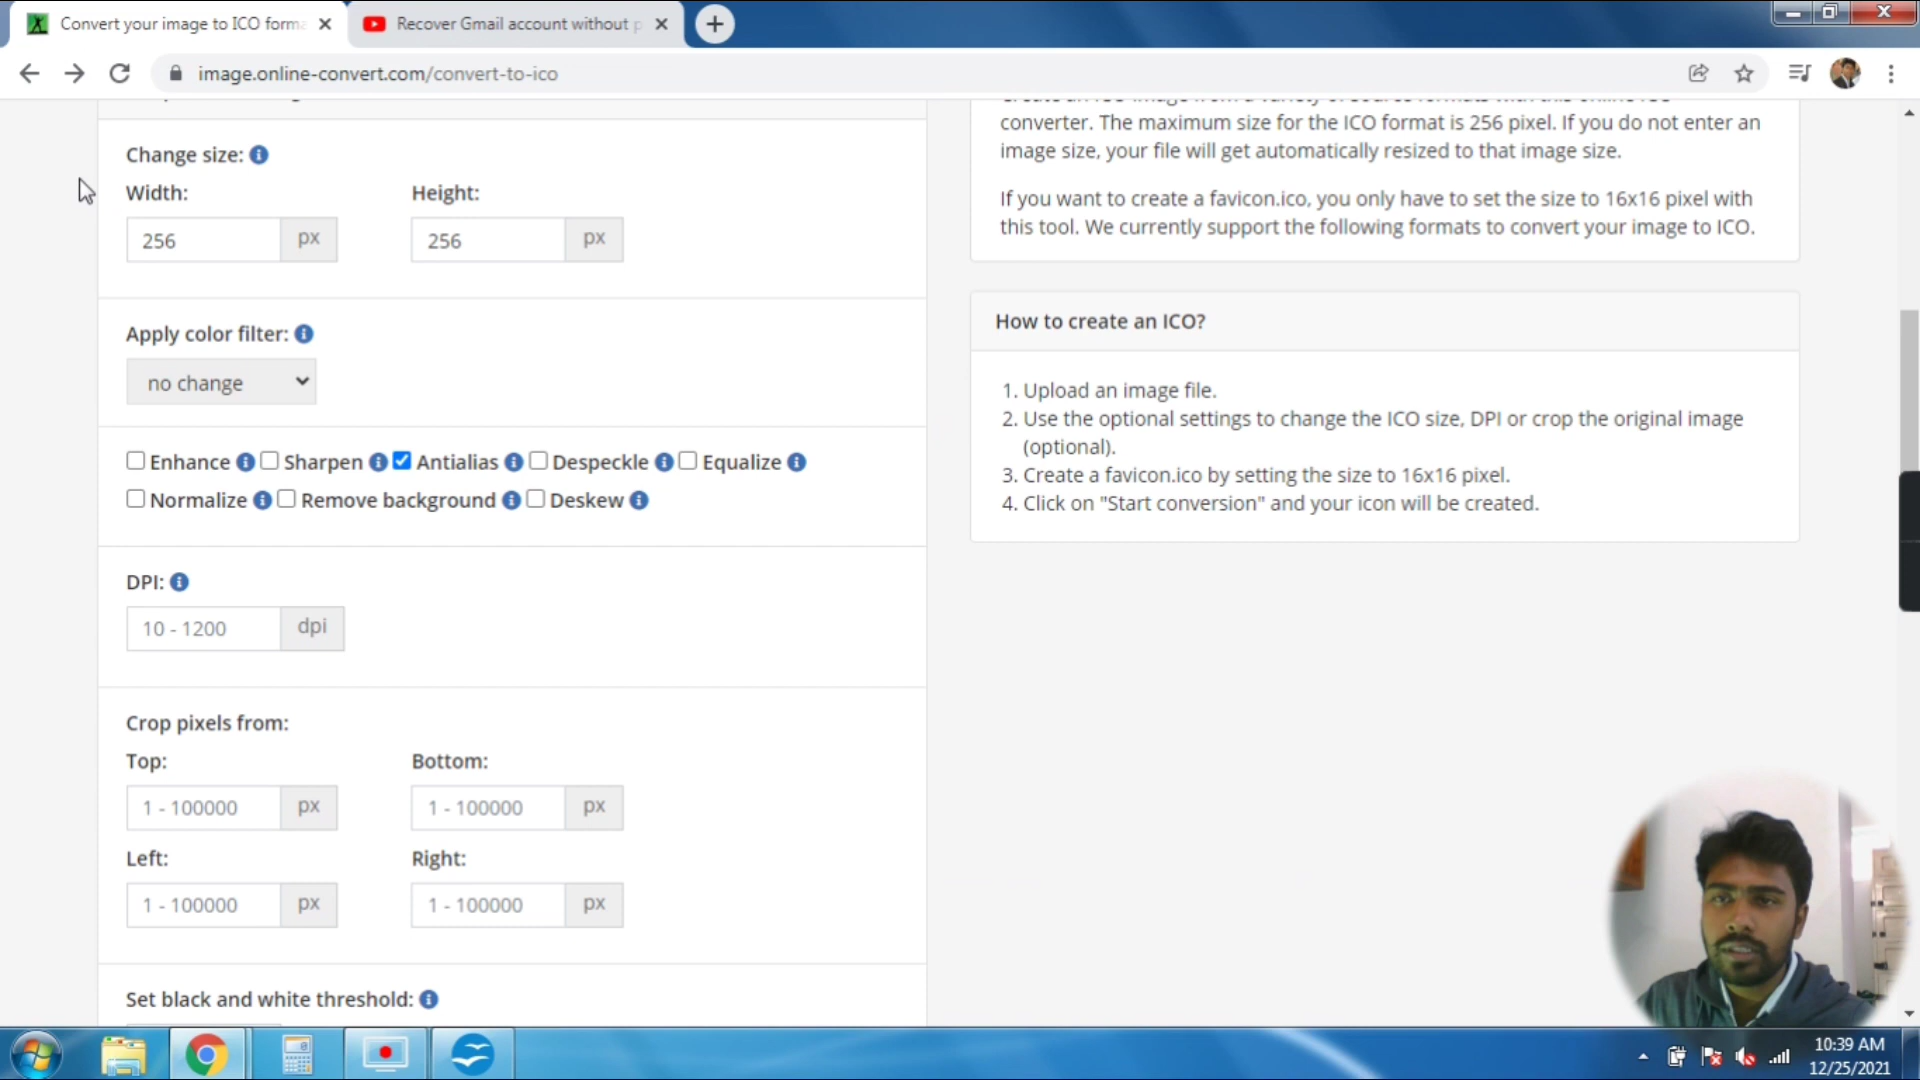 Convert your image to ICO forma
Recover Gmail account without p
image.online-convert.com/convert-to-ico
Change size:
Width:
Height:
256 px
256 px
Apply color filter:
no change
Enhance Sharpen Antialias Despeckle Equalize
Normalize Remove background Deskew
DPI:
10 - 1200 dpi
Crop pixels from:
Top:
Bottom:
1 - 100000 px
1 - 100000 px
Left:
Right:
1 - 100000 px
1 - 100000 px
Set black and white threshold:
converter. The maximum size for the ICO format is 256 pixel. If you do not enter an
image size, your file will get automatically resized to that image size.
If you want to create a favicon.ico, you only have to set the size to 16x16 pixel with
this tool. We currently support the following formats to convert your image to ICO.
How to create an ICO?
1. Upload an image file.
2. Use the optional settings to change the ICO size, DPI or crop the original image
(optional).
3. Create a favicon.ico by setting the size to 16x16 pixel.
4. Click on "Start conversion" and your icon will be created.
10:39 AM
12/25/2021